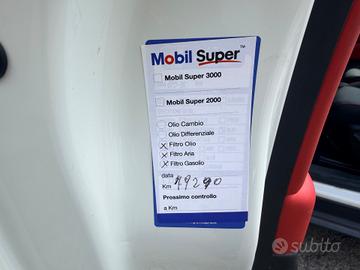 Mobil Super™
Mobil Super 3000
Mobil Super 2000
Olio Cambio
Olio Differenziale
X Filtro Olio
X Filtro Aria
X Filtro Gasolio
data
Km 49290
Prossimo controllo
a Km
subito